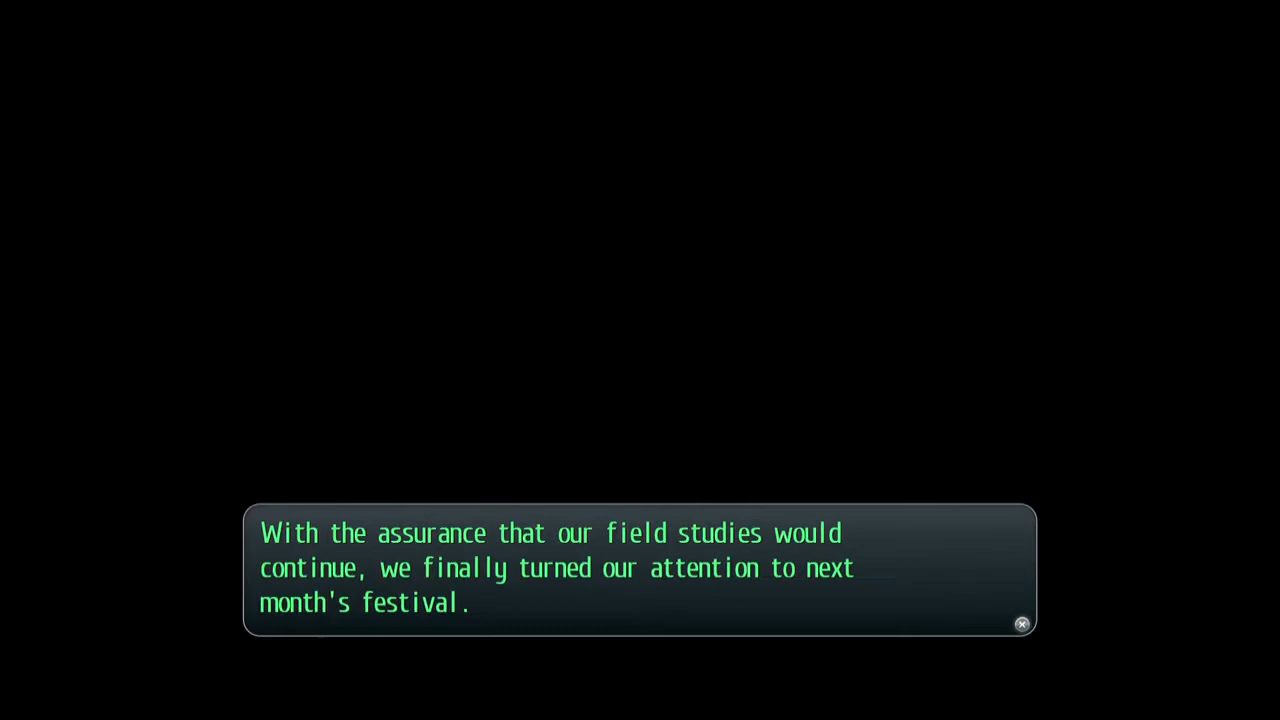 With the assurance that our field studies would
continue, we finally turned our attention to next
month's festival.